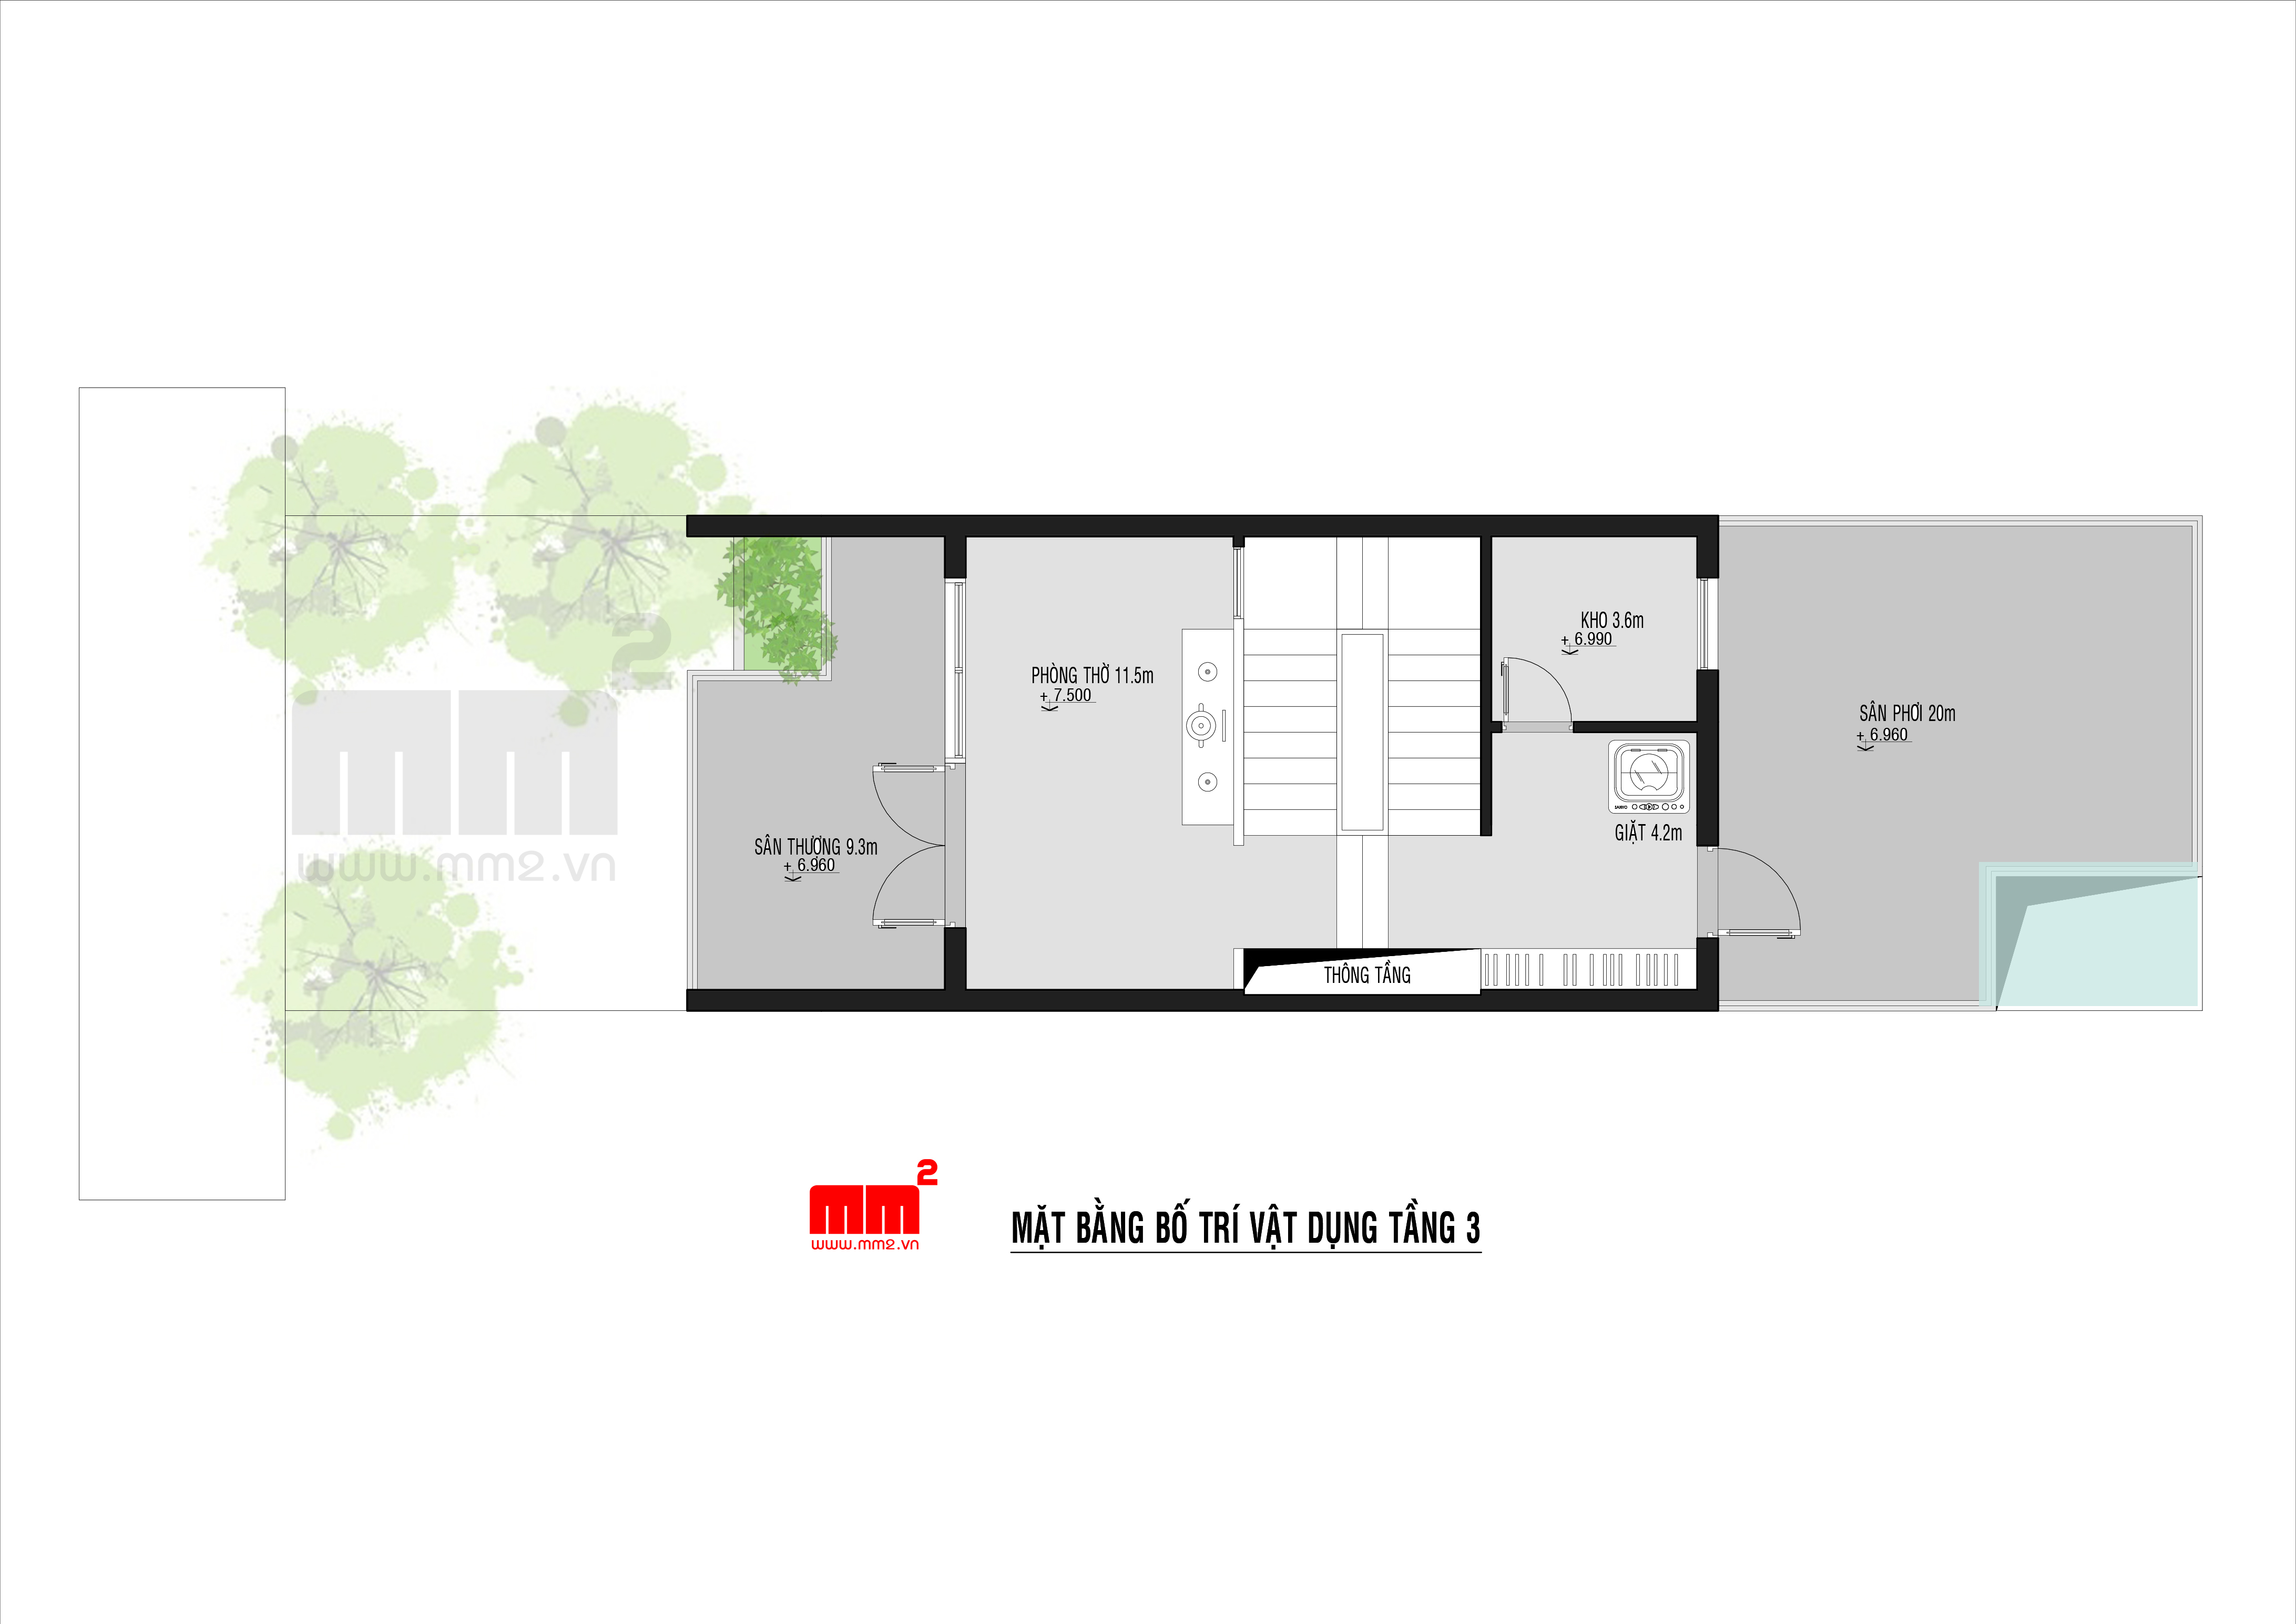 KHO 3.6m
+ 6.990
PHÒNG THỜ 11.5m
+ 7.500
SÂN PHƠI 20m
+ 6.960
SANYO
GIẶT 4.2m
SÂN THƯỢNG 9.3m
+ 6.960
mm2
www.mm2.vn
THÔNG TẦNG
mm2
www.mm2.vn
MẶT BẰNG BỐ TRÍ VẬT DỤNG TẦNG 3